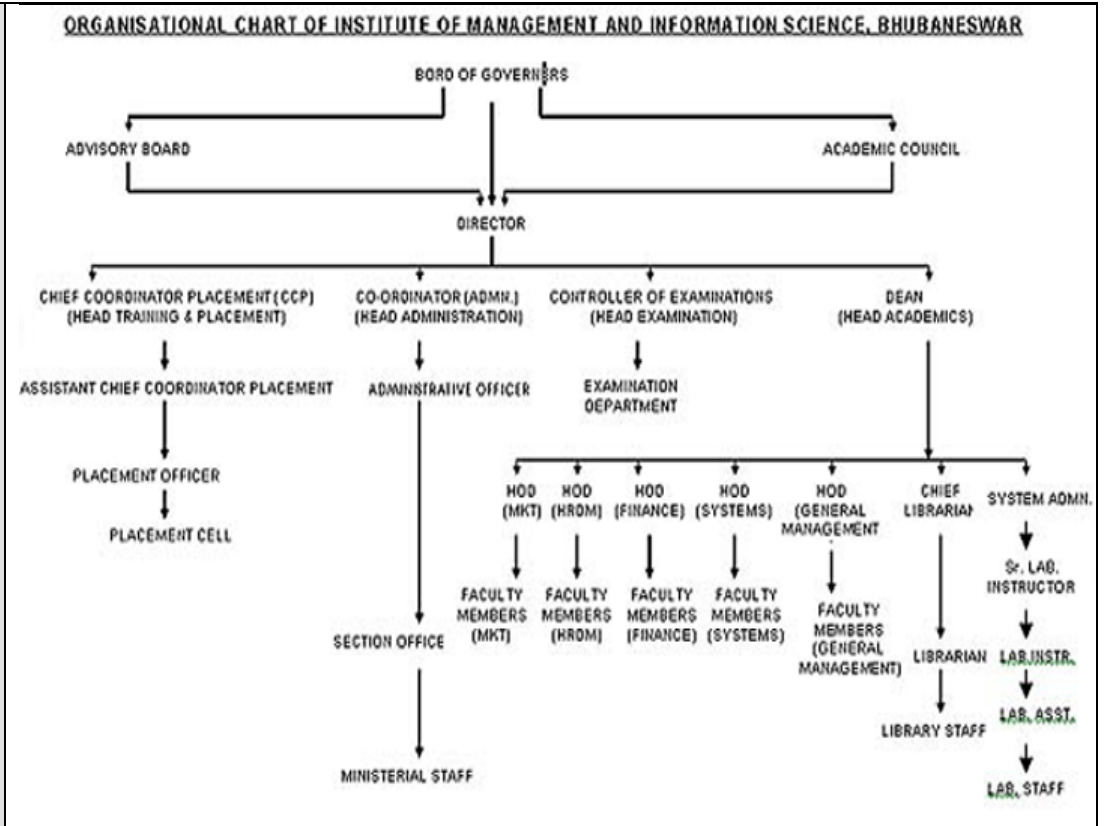 ORGANISATIONAL CHART OF INSTITUTE OF MANAGEMENT AND INFORMATION SCIENCE, BHUBANESWAR
BORD OF GOVERNERS
ADVISORY BOARD
ACADEMIC COUNCIL
DIRECTOR
CHIEF COORDINATOR PLACEMENT (CCP)
(HEAD TRAINING & PLACEMENT)
CO-ORDINATOR (ADMN.)
(HEAD ADMINISTRATION)
CONTROLLER OF EXAMINATIONS
(HEAD EXAMINATION)
DEAN
(HEAD ACADEMICS)
ASSISTANT CHIEF COORDINATOR PLACEMENT
ADMINISTRATIVE OFFICER
EXAMINATION
DEPARTMENT
PLACEMENT OFFICER
PLACEMENT CELL
HOD
(MKT)
HOD
(HRDM)
HOD
(FINANCE)
HOD
(SYSTEMS)
HOD
(GENERAL
MANAGEMENT
CHIEF
LIBRARIAN
SYSTEM ADMN.
Sr. LAB.
INSTRUCTOR
FACULTY
MEMBERS
(MKT)
FACULTY
MEMBERS
(HRDM)
FACULTY
MEMBERS
(FINANCE)
FACULTY
MEMBERS
(SYSTEMS)
FACULTY
MEMBERS
(GENERAL
MANAGEMENT)
SECTION OFFICE
LIBRARIAN
LAB.INSTR.
LAB. ASST.
LIBRARY STAFF
MINISTERIAL STAFF
LAB. STAFF